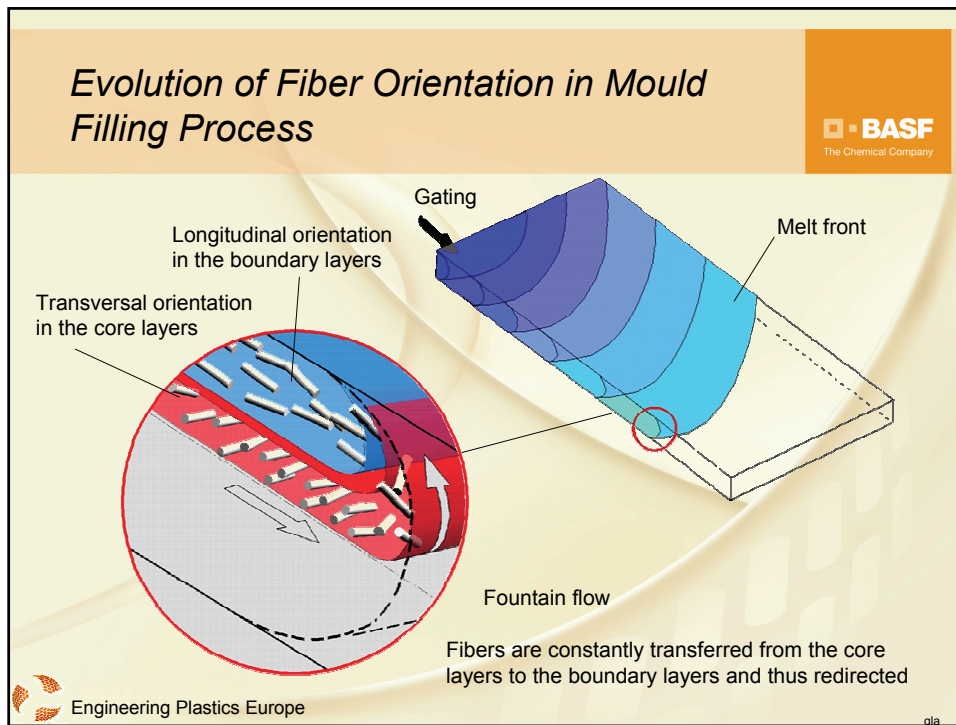 Evolution of Fiber Orientation in Mould
Filling Process
BASF
The Chemical Company
Gating
Melt front
Longitudinal orientation
in the boundary layers
Transversal orientation
in the core layers
Fountain flow
Fibers are constantly transferred from the core
layers to the boundary layers and thus redirected
Engineering Plastics Europe
gla